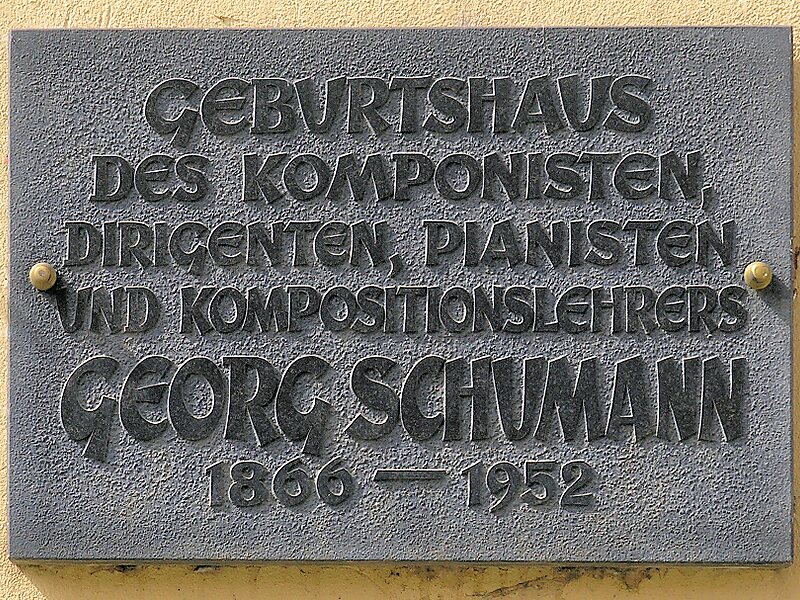 GEBURTSHAUS
DES KOMPONISTEN,
DIRIGENTEN, PIANISTEN
UND KOMPOSITIONSLEHRERS
GEORG SCHUMANN
1866 — 1952